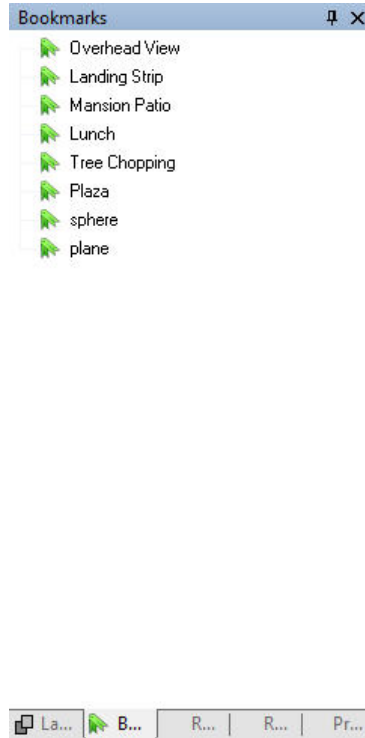 Bookmarks
Overhead View
Landing Strip
Mansion Patio
Lunch
Tree Chopping
Plaza
sphere
plane
La... B... R... R... Pr...